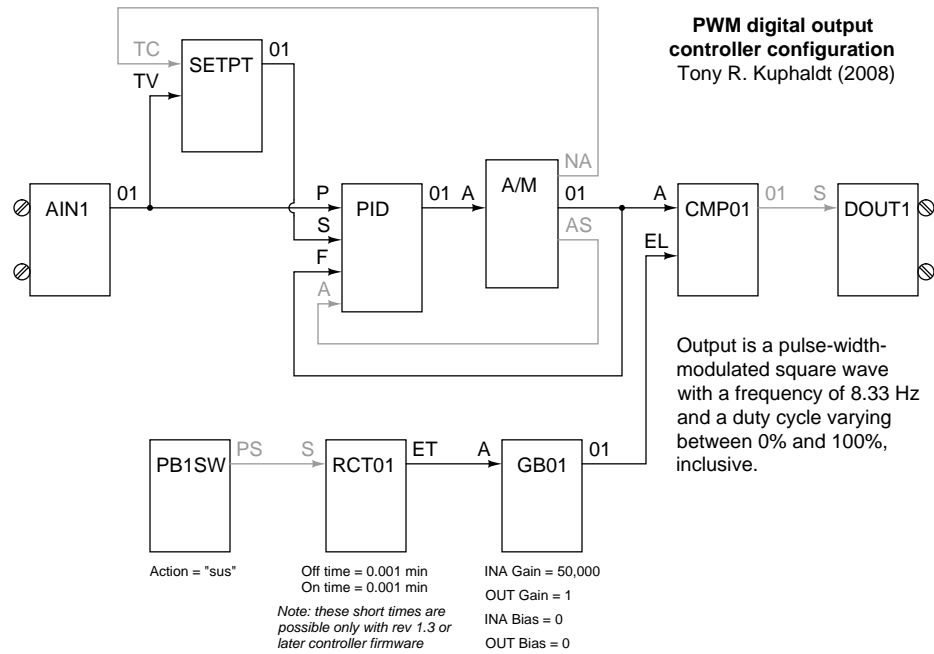 PWM digital output
controller configuration
Tony R. Kuphaldt (2008)
TC
01
SETPT
TV
NA
A/M
01
P
01
A
01
A
01
S
AIN1
PID
CMP01
DOUT1
S
AS
EL
F
A
Output is a pulse-width-
modulated square wave
with a frequency of 8.33 Hz
and a duty cycle varying
between 0% and 100%,
inclusive.
PS
S
ET
A
01
PB1SW
RCT01
GB01
Action = "sus"
Off time = 0.001 min
On time = 0.001 min
Note: these short times are
possible only with rev 1.3 or
later controller firmware
INA Gain = 50,000
OUT Gain = 1
INA Bias = 0
OUT Bias = 0